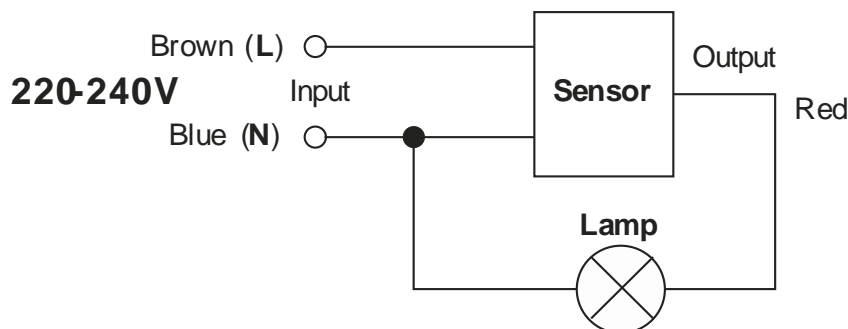 Brown (L)
220-240V
Input
Blue (N)
Sensor
Output
Red
Lamp